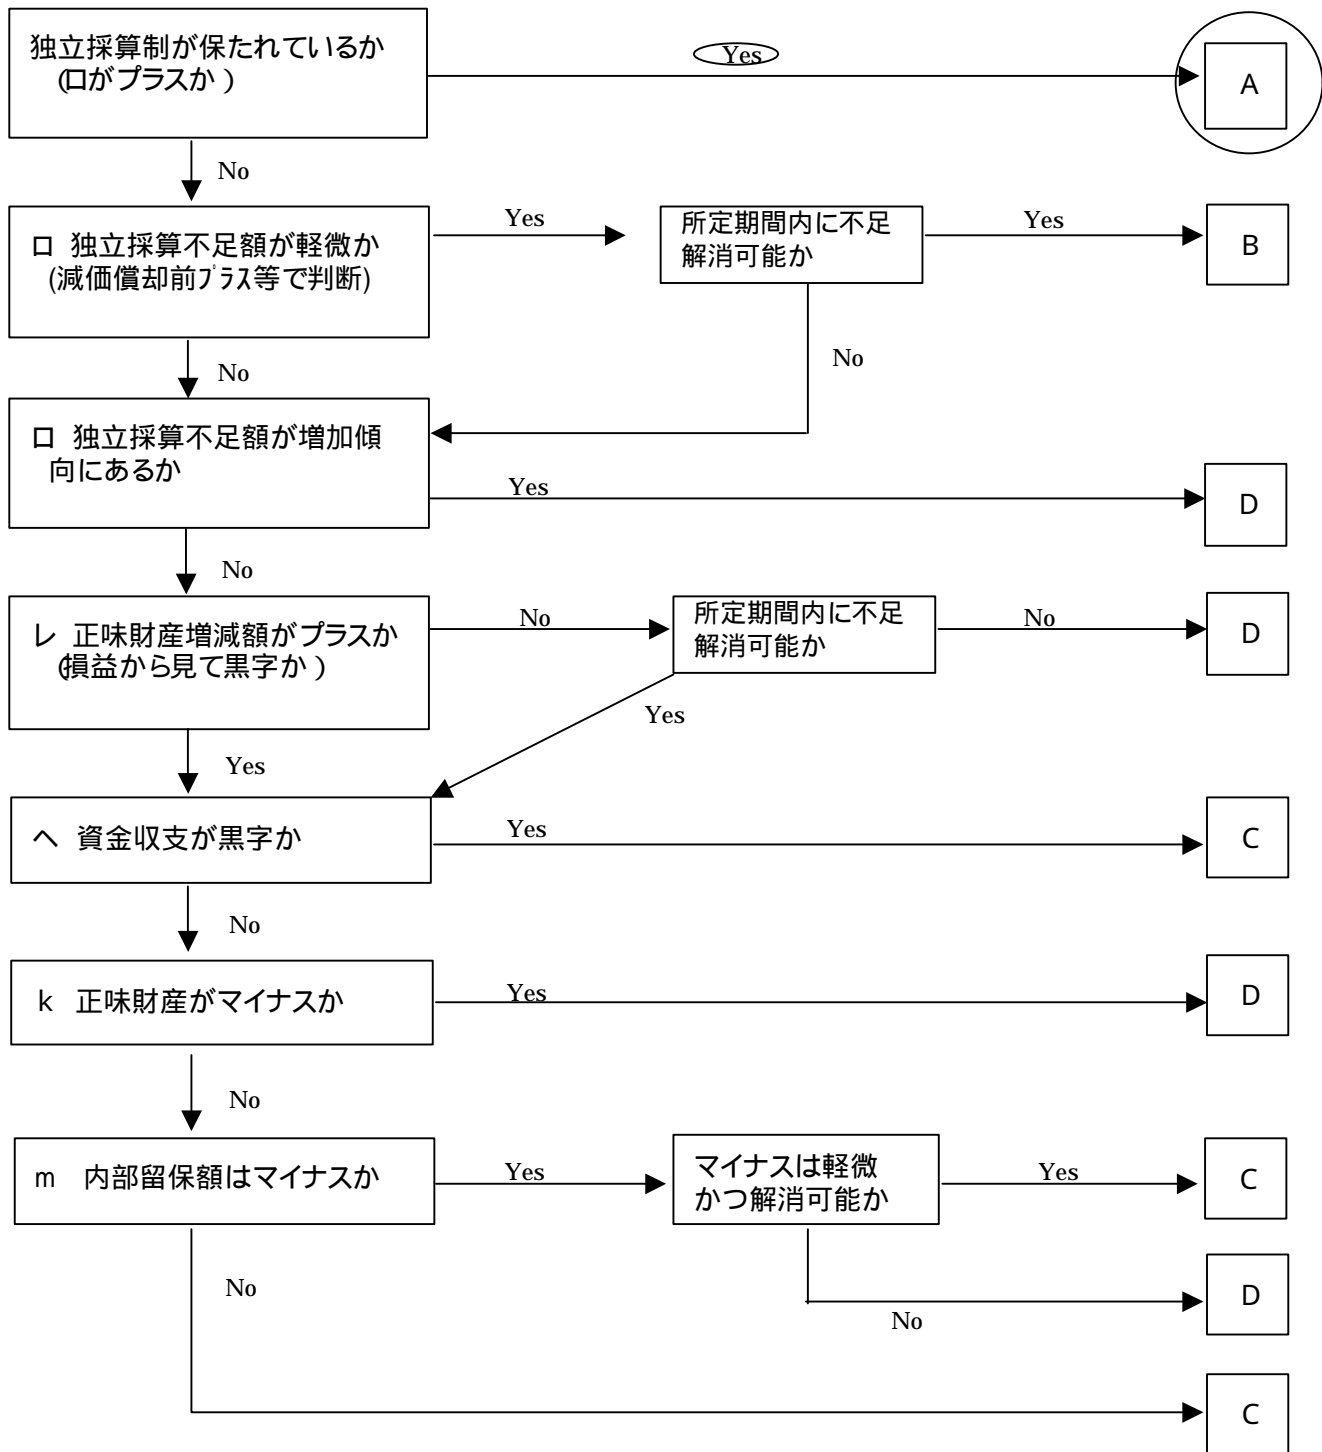 独立採算制が保たれているか
(ロがプラスか)
Yes
A
No
ロ 独立採算不足額が軽微か
(減価償却前プラス等で判断)
Yes
所定期間内に不足
解消可能か
Yes
B
No
No
ロ 独立採算不足額が増加傾
向にあるか
Yes
D
No
レ 正味財産増減額がプラスか
(損益から見て黒字か)
No
所定期間内に不足
解消可能か
No
D
Yes
Yes
ヘ 資金収支が黒字か
Yes
C
No
k 正味財産がマイナスか
Yes
D
No
m 内部留保額はマイナスか
Yes
マイナスは軽微
かつ解消可能か
Yes
C
No
D
No
C